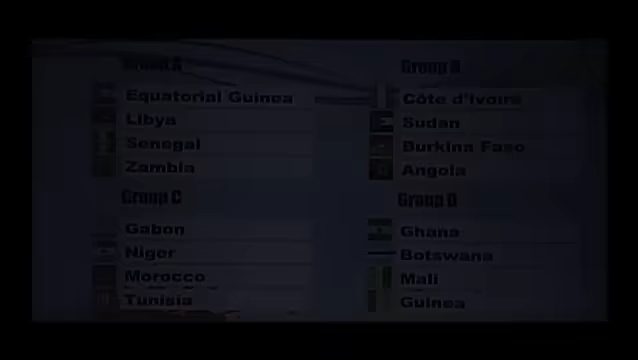 Group A
Equatorial Guinea
Libya
Senegal
Zambia
Group B
Côte d'Ivoire
Sudan
Burkina Faso
Angola
Group C
Gabon
Niger
Morocco
Tunisia
Group D
Ghana
Botswana
Mali
Guinea